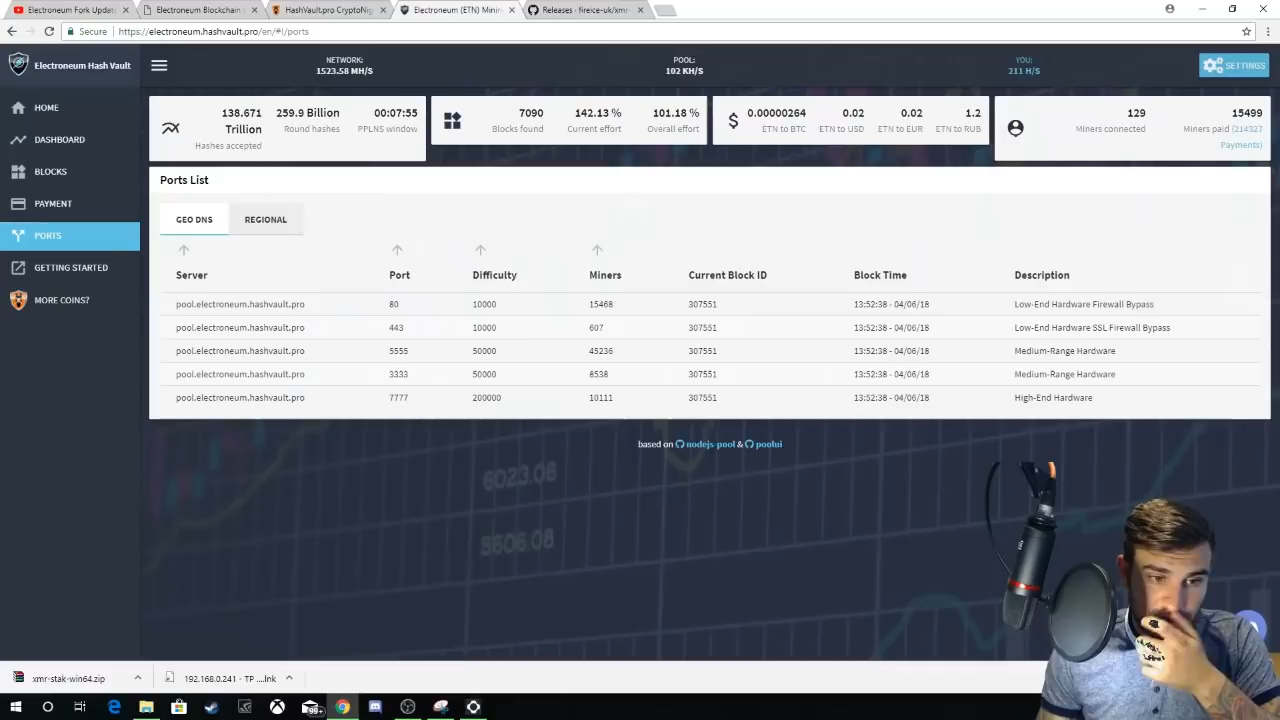 Electroneum Fork Updat
Electroneum Blockchain
HashVault.pro CryptoNig
Electroneum (ETN) Minin
Releases · fireice-uk/xmr-
Secure
https://electroneum.hashvault.pro/en/#!/ports
Electroneum Hash Vault
NETWORK:
1523.58 MH/S
POOL:
102 KH/S
YOU:
211 H/S
SETTINGS
HOME
DASHBOARD
BLOCKS
PAYMENT
PORTS
GETTING STARTED
MORE COINS?
138.671 Trillion
Hashes accepted
259.9 Billion
Round hashes
00:07:55
PPLNS window
7090
Blocks found
142.13 %
Current effort
101.18 %
Overall effort
$
0.00000264
ETN to BTC
0.02
ETN to USD
0.02
ETN to EUR
1.2
ETN to RUB
129
Miners connected
15499
Miners paid (214327 Payments)
Ports List
GEO DNS REGIONAL
Server Port Difficulty Miners Current Block ID Block Time Description
pool.electroneum.hashvault.pro 80 10000 15468 307551 13:52:38 - 04/06/18 Low-End Hardware Firewall Bypass
pool.electroneum.hashvault.pro 443 10000 607 307551 13:52:38 - 04/06/18 Low-End Hardware SSL Firewall Bypass
pool.electroneum.hashvault.pro 5555 50000 45236 307551 13:52:38 - 04/06/18 Medium-Range Hardware
pool.electroneum.hashvault.pro 3333 50000 8538 307551 13:52:38 - 04/06/18 Medium-Range Hardware
pool.electroneum.hashvault.pro 7777 200000 10111 307551 13:52:38 - 04/06/18 High-End Hardware
based on nodejs-pool & poolui
6023.08
5606.08
xmr-stak-win64.zip
192.168.0.241 - TP ....lnk
99+